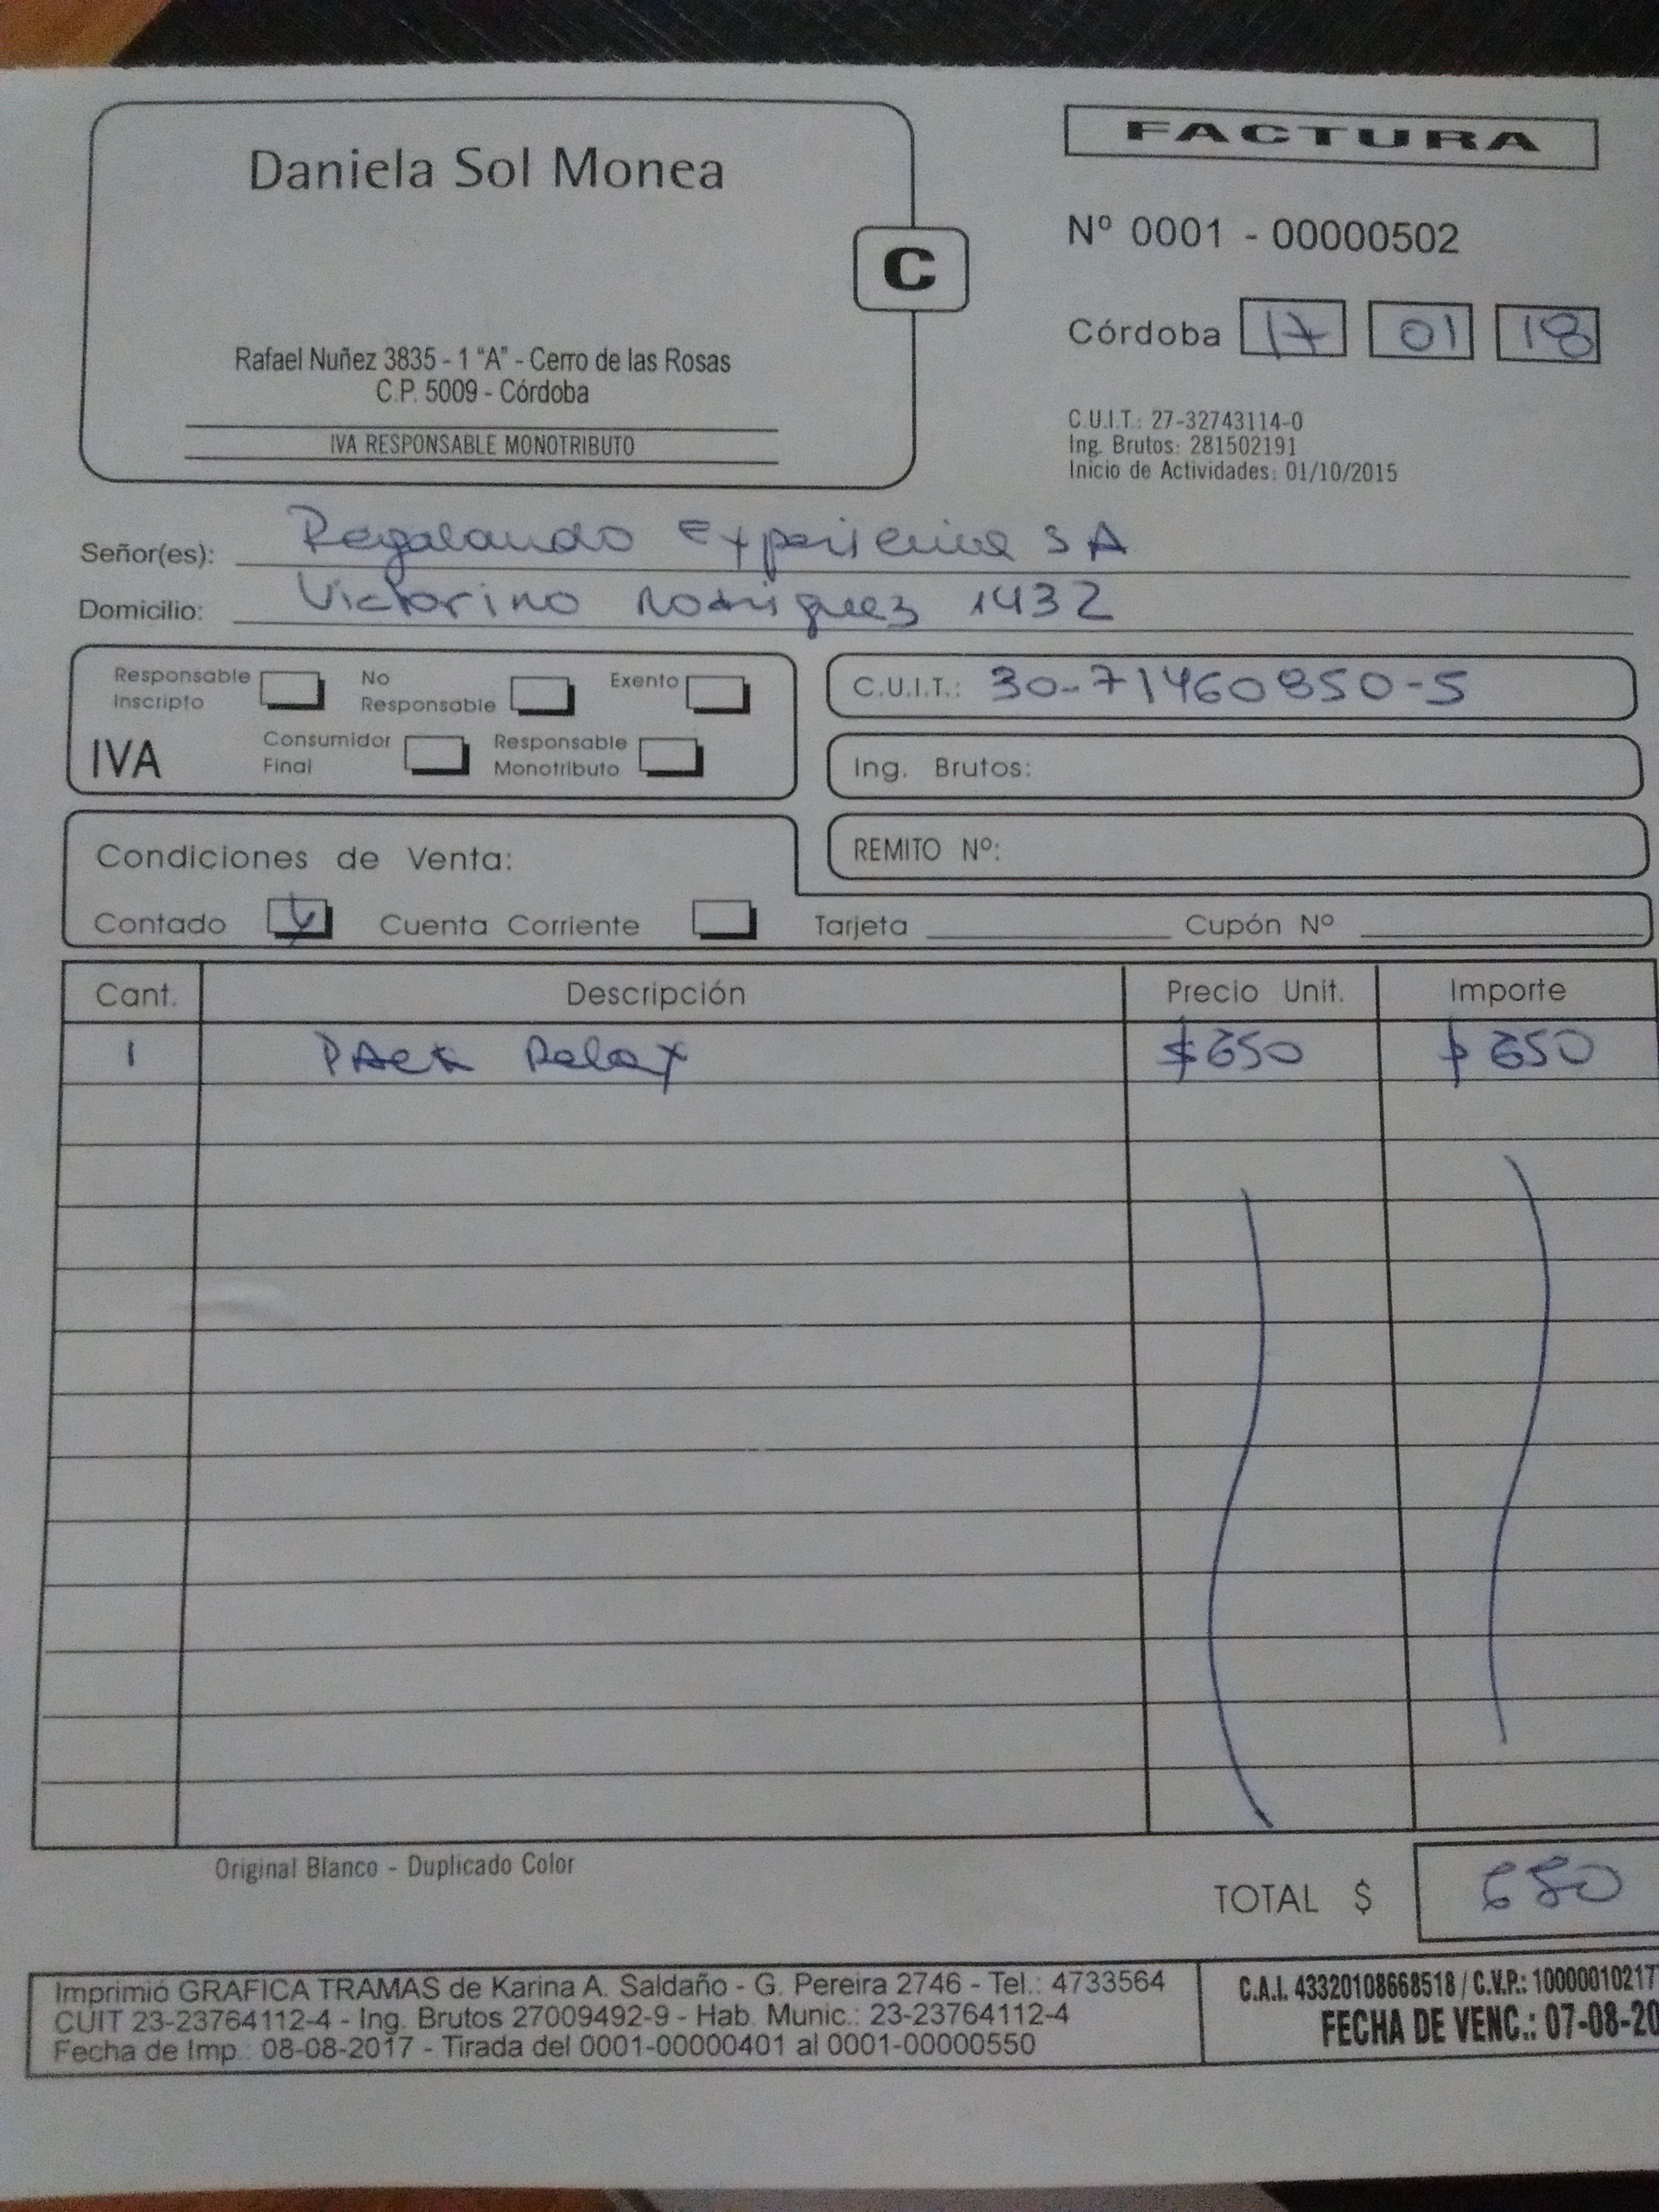 Daniela Sol Monea
FACTURA
C
Nº 0001 - 00000502
Córdoba 17 01 18
Rafael Nuñez 3835 - 1 "A" - Cerro de las Rosas
C.P. 5009 - Córdoba
IVA RESPONSABLE MONOTRIBUTO
C.U.I.T.: 27-32743114-0
Ing. Brutos: 281502191
Inicio de Actividades: 01/10/2015
Señor(es): Regalando Experiencia SA
Domicilio: Victorino Rodriguez 1432
Responsable Inscripto
No Responsable
Exento
IVA
Consumidor Final
Responsable Monotributo
C.U.I.T.: 30-71460850-5
Ing. Brutos:
REMITO Nº:
Condiciones de Venta:
Contado Cuenta Corriente Tarjeta Cupón Nº
Cant. Descripción Precio Unit. Importe
1 Pack Relax $650 $650
Original Blanco - Duplicado Color
TOTAL $ 650
Imprimió GRAFICA TRAMAS de Karina A. Saldaño - G. Pereira 2746 - Tel.: 4733564
CUIT 23-23764112-4 - Ing. Brutos 27009492-9 - Hab. Munic.: 23-23764112-4
Fecha de Imp.: 08-08-2017 - Tirada del 0001-00000401 al 0001-00000550
C.A.I. 43320108668518 / C.V.P.: 10000010217
FECHA DE VENC.: 07-08-20